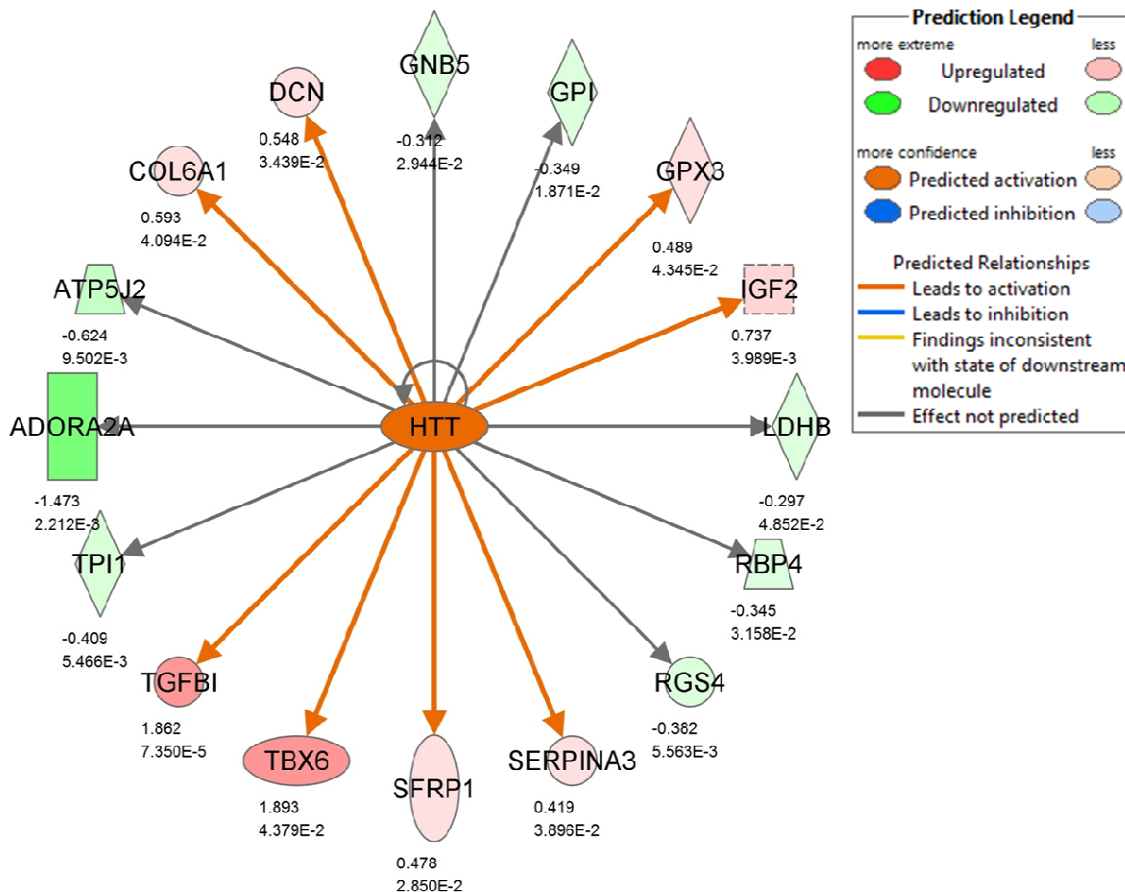 GNB5
-0.312
2.944E-2
GPI
-0.349
1.871E-2
DCN
0.548
3.439E-2
COL6A1
0.593
4.094E-2
GPX3
0.489
4.345E-2
IGF2
0.737
3.989E-3
ATP5J2
-0.624
9.502E-3
ADORA2A
-1.473
2.212E-3
HTT
LDHB
-0.297
4.852E-2
TPI1
-0.409
5.466E-3
RBP4
-0.345
3.158E-2
TGFBI
1.862
7.350E-5
RGS4
-0.382
5.563E-3
TBX6
1.893
4.379E-2
SFRP1
0.478
2.850E-2
SERPINA3
0.419
3.896E-2
Prediction Legend
more extreme less
Upregulated
Downregulated
more confidence less
Predicted activation
Predicted inhibition
Predicted Relationships
Leads to activation
Leads to inhibition
Findings inconsistent
with state of downstream
molecule
Effect not predicted